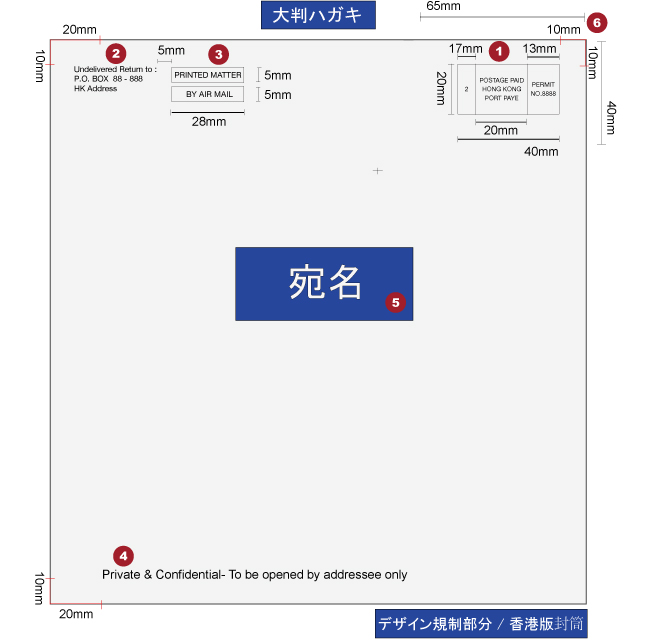 大判ハガキ
65mm
6
20mm
10mm
10mm
10mm
2
5mm
3
17mm
1
13mm
Undelivered Return to :
P.O. BOX 88 - 888
HK Address
PRINTED MATTER
5mm
BY AIR MAIL
5mm
28mm
20mm
2
POSTAGE PAID
HONG KONG
PORT PAYE
PERMIT
NO.8888
20mm
40mm
40mm
宛名
5
4
Private & Confidential- To be opened by addressee only
10mm
20mm
デザイン規制部分 / 香港版封筒